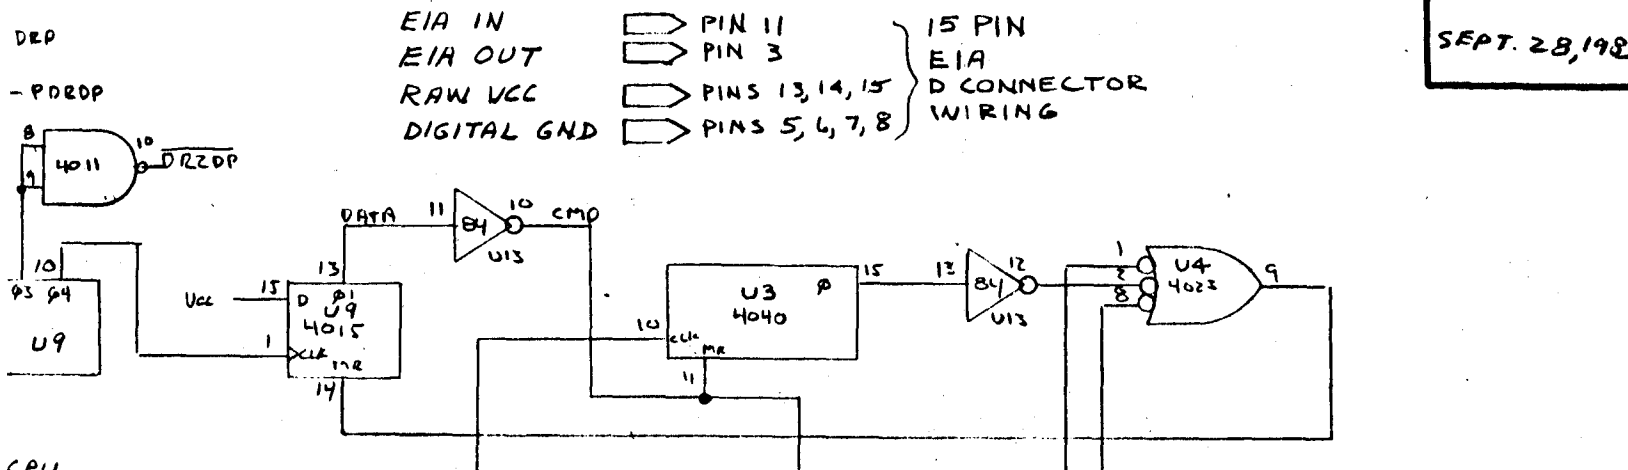 EIA IN PIN 11 15 PIN
DRP
EIA OUT PIN 3 EIA
SEPT. 28,198
- PDRDP
RAW VCC PINS 13,14,15 D CONNECTOR
DIGITAL GND PINS 5,6,7,8 WIRING
8 10
4011 DRZDP
9
DATA 11 84 10 CMP
U13
10 13 15 13 12 1 U4 9
φ3 φ4 Vcc 15 D φ1 U3 φ 84 2 4023
U9 4040 U13 8
U9 4015 10
1 CLK CLK MR
MR 11
14
CPU